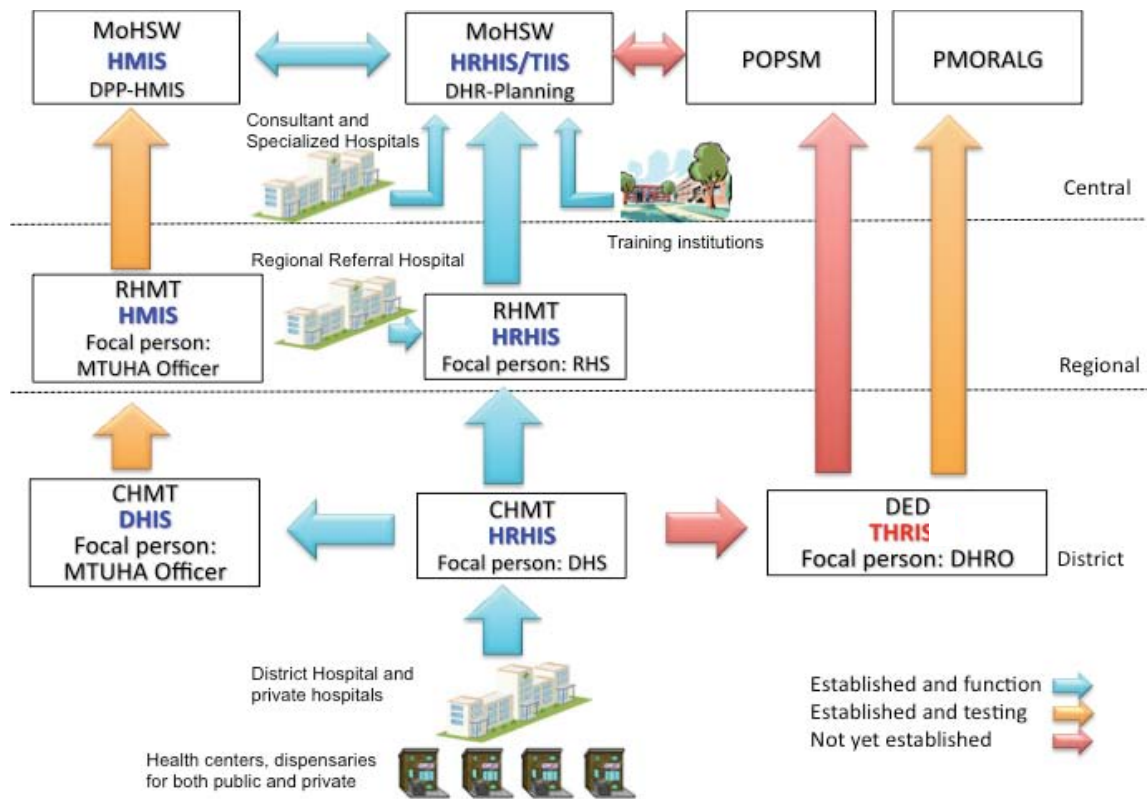 MoHSW
HMIS
DPP-HMIS
MoHSW
HRHIS/TIIS
DHR-Planning
POPSM
PMORALG
Consultant and
Specialized Hospitals
Training institutions
Central
Regional Referral Hospital
RHMT
HMIS
Focal person:
MTUHA Officer
RHMT
HRHIS
Focal person: RHS
Regional
CHMT
DHIS
Focal person:
MTUHA Officer
CHMT
HRHIS
Focal person: DHS
DED
THRIS
Focal person: DHRO
District
District Hospital and
private hospitals
Health centers, dispensaries
for both public and private
Established and function
Established and testing
Not yet established